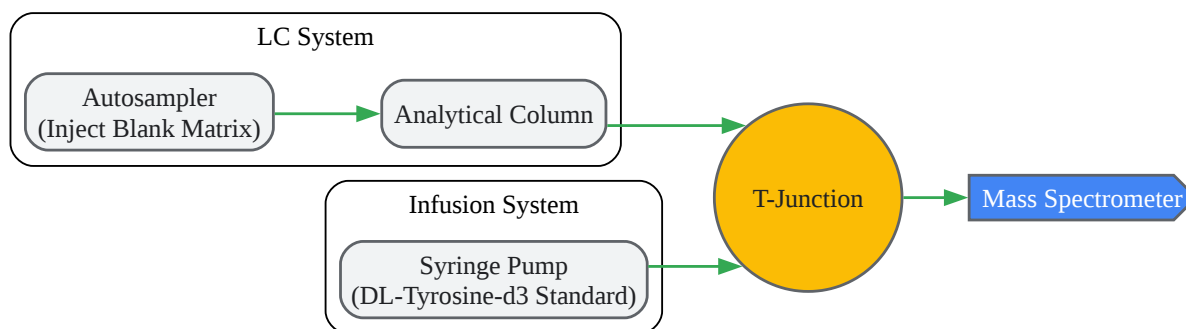 LC System
Autosampler
(Inject Blank Matrix)
Analytical Column
T-Junction
Mass Spectrometer
Infusion System
Syringe Pump
(DL-Tyrosine-d3 Standard)